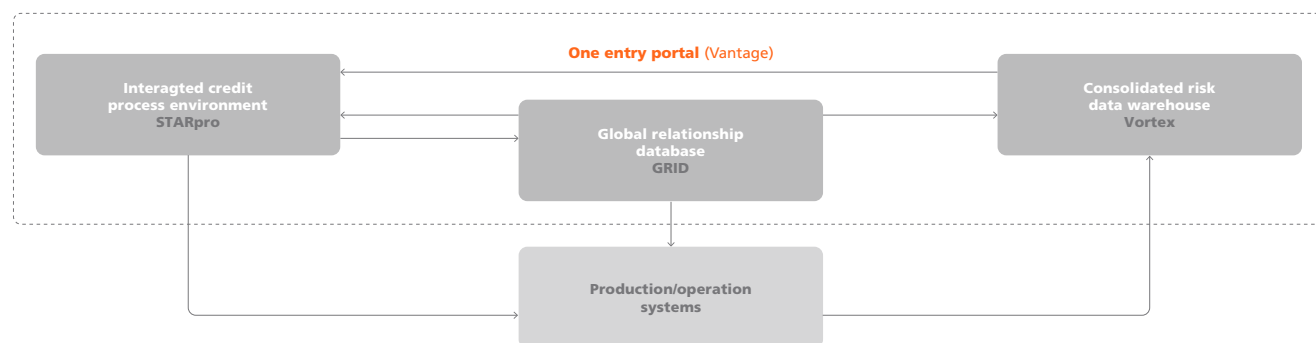 One entry portal (Vantage)
Interagted credit
process environment
STARpro
Global relationship
database
GRID
Consolidated risk
data warehouse
Vortex
Production/operation
systems